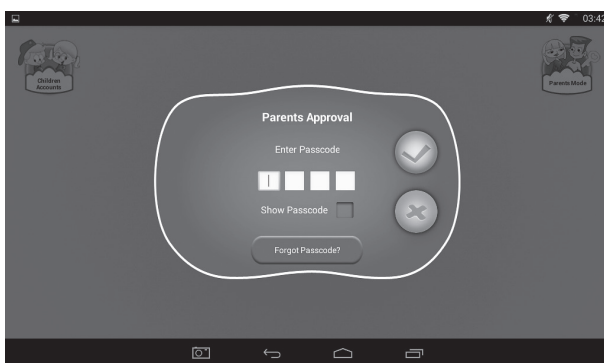 03:42
Children
Accounts
Parents Mode
Parents Approval
Enter Passcode
Show Passcode
Forgot Passcode?